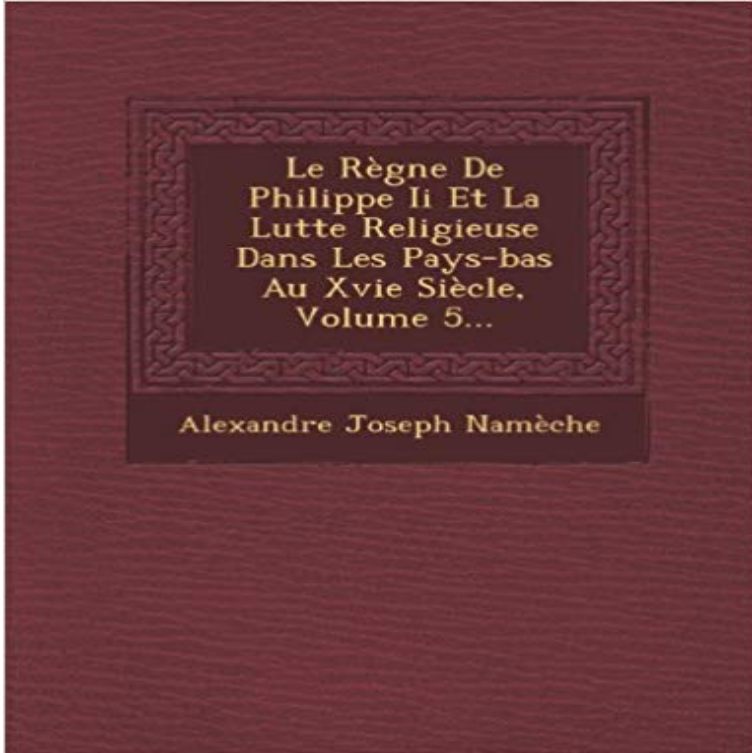 Le Règne De
Philippe Ii Et La
Lutte Religieuse
Dans Les Pays-bas
Au Xvie Siècle,
Volume 5...
Alexandre Joseph Namèche